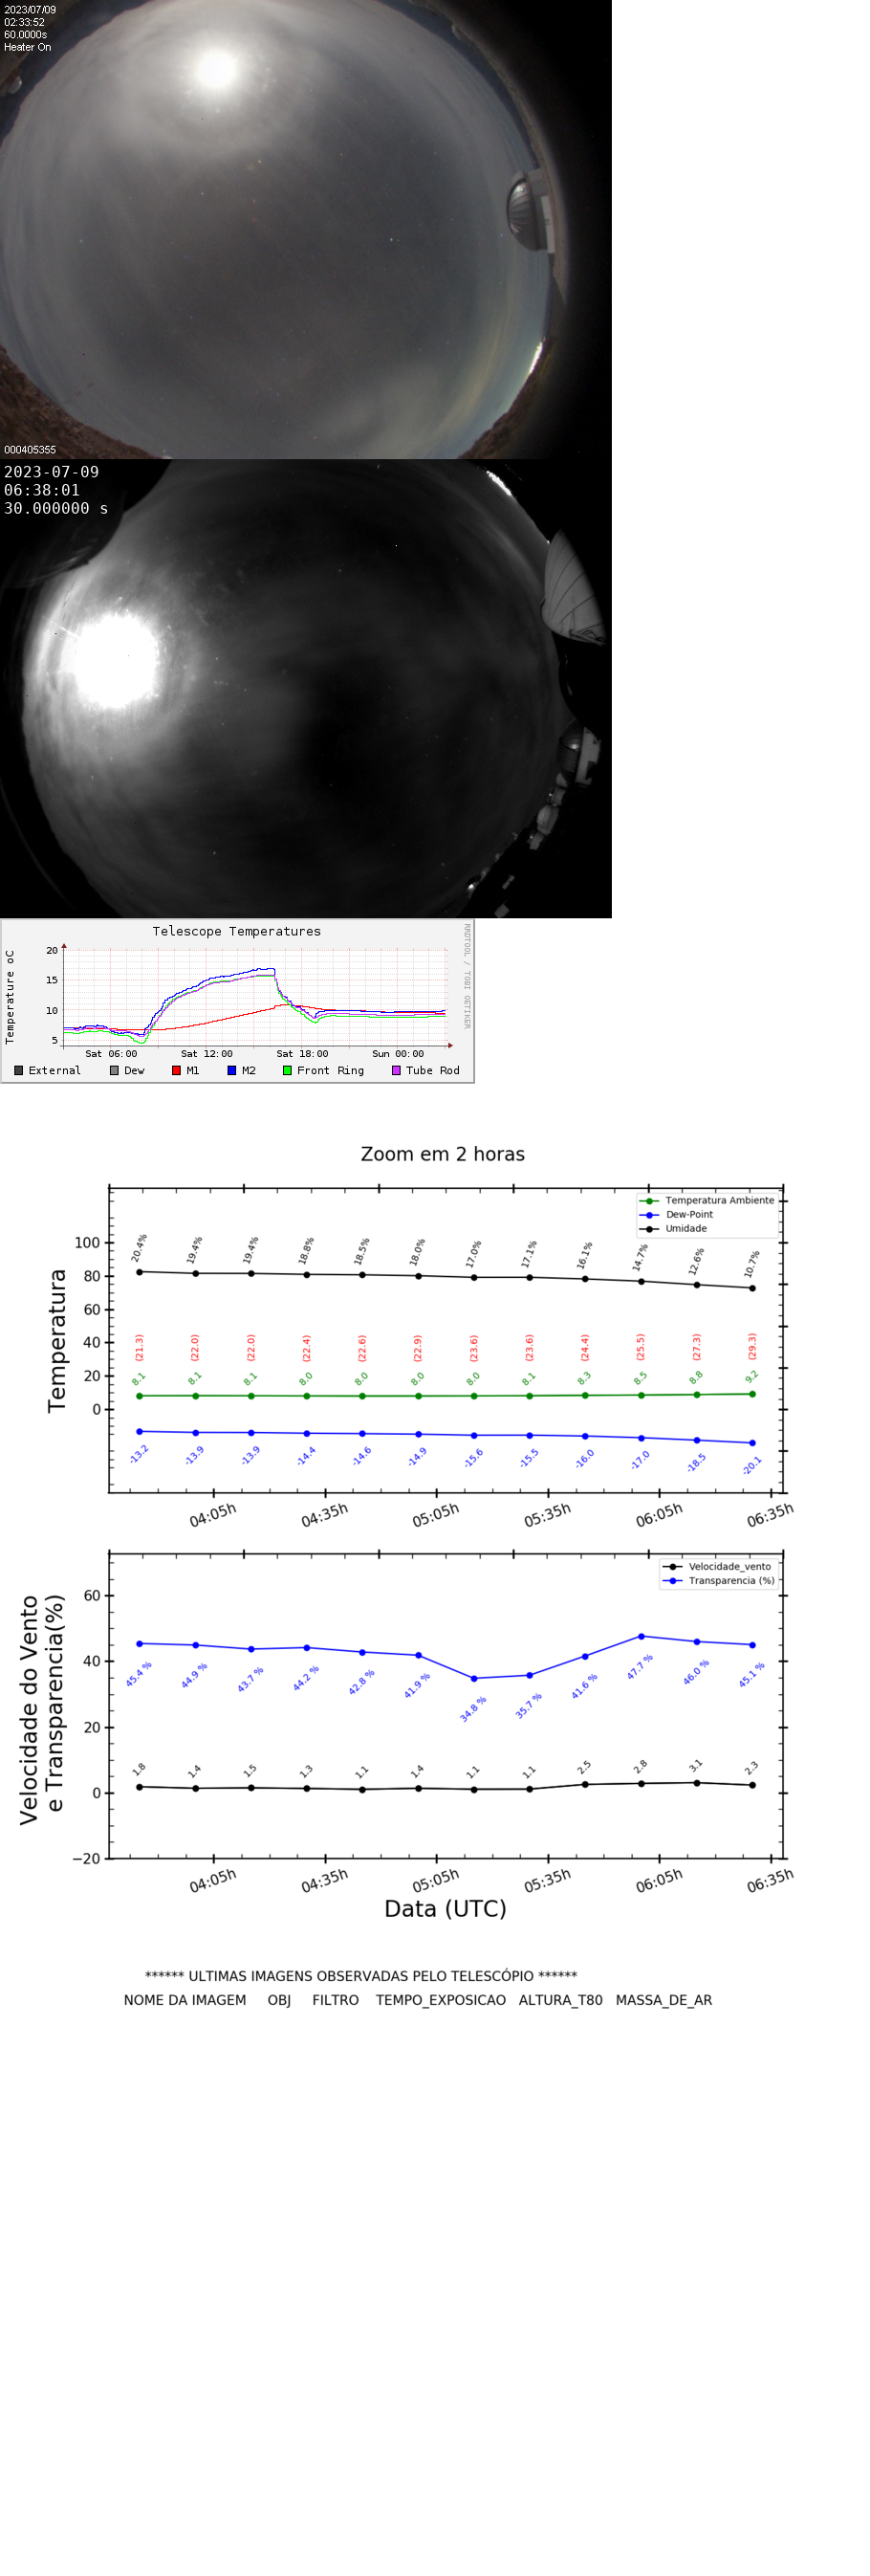 2023/07/09
02:33:52
60.0000s
Heater On
000405355
2023-07-09
06:38:01
30.000000 s
Telescope Temperatures
RRDTOOL / TOBI OETIKER
Temperature oC
20
15
10
5
Sat 06:00 Sat 12:00 Sat 18:00 Sun 00:00
External Dew M1 M2 Front Ring Tube Rod
Zoom em 2 horas
Temperatura Ambiente
Dew-Point
Umidade
Temperatura
100
80
60
40
20
0
20.4% 19.4% 19.4% 18.8% 18.5% 18.0% 17.0% 17.1% 16.1% 14.7% 12.6% 10.7%
(21.3) (22.0) (22.0) (22.4) (22.6) (22.9) (23.6) (23.6) (24.4) (25.5) (27.3) (29.3)
8.1 8.1 8.1 8.0 8.0 8.0 8.0 8.1 8.3 8.5 8.8 9.2
-13.2 -13.9 -13.9 -14.4 -14.6 -14.9 -15.6 -15.5 -16.0 -17.0 -18.5 -20.1
04:05h 04:35h 05:05h 05:35h 06:05h 06:35h
Velocidade_vento
Transparencia (%)
Velocidade do Vento
e Transparencia(%)
60
40
20
0
−20
45.4 % 44.9 % 43.7 % 44.2 % 42.8 % 41.9 % 34.8 % 35.7 % 41.6 % 47.7 % 46.0 % 45.1 %
1.8 1.4 1.5 1.3 1.1 1.4 1.1 1.1 2.5 2.8 3.1 2.3
04:05h 04:35h 05:05h 05:35h 06:05h 06:35h
Data (UTC)
****** ULTIMAS IMAGENS OBSERVADAS PELO TELESCÓPIO ******
NOME DA IMAGEM OBJ FILTRO TEMPO_EXPOSICAO ALTURA_T80 MASSA_DE_AR